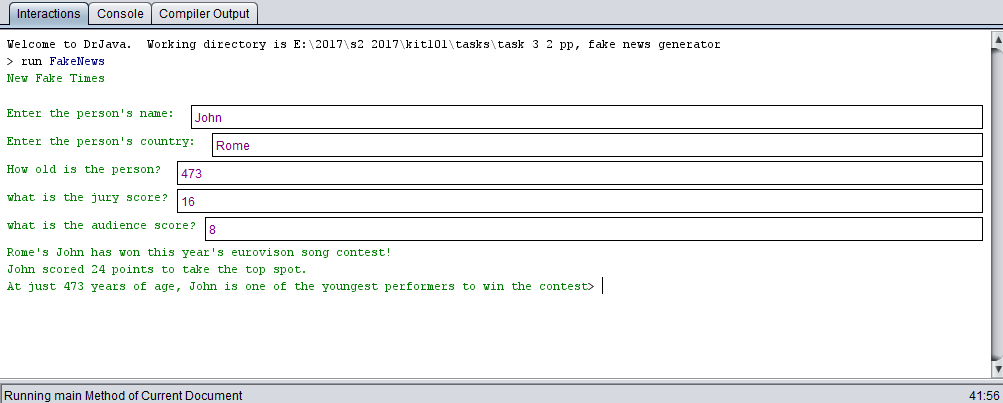 Interactions Console Compiler Output
Welcome to DrJava.  Working directory is E:\2017\s2 2017\kit101\tasks\task 3 2 pp, fake news generator
> run FakeNews
New Fake Times
Enter the person's name: John
Enter the person's country: Rome
How old is the person? 473
what is the jury score? 16
what is the audience score? 8
Rome's John has won this year's eurovison song contest!
John scored 24 points to take the top spot.
At just 473 years of age, John is one of the youngest performers to win the contest>
Running main Method of Current Document 41:56